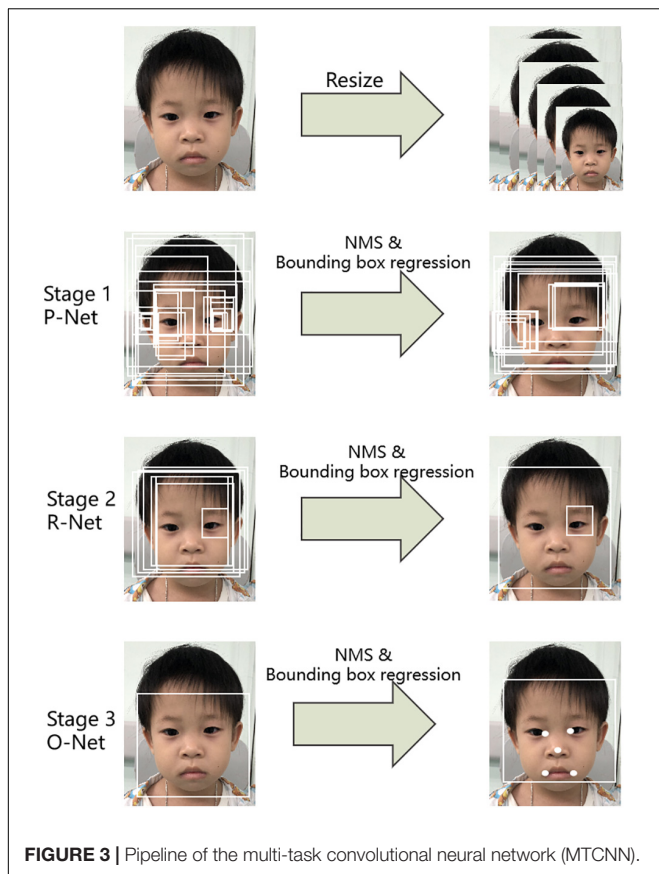 Resize
NMS &
Bounding box regression
Stage 1
P-Net
NMS &
Bounding box regression
Stage 2
R-Net
NMS &
Bounding box regression
Stage 3
O-Net
FIGURE 3 | Pipeline of the multi-task convolutional neural network (MTCNN).